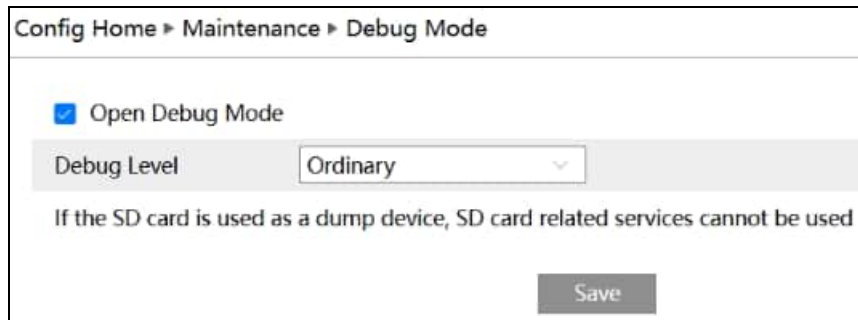 Config Home ▸ Maintenance ▸ Debug Mode
Open Debug Mode
Debug Level Ordinary
If the SD card is used as a dump device, SD card related services cannot be used
Save